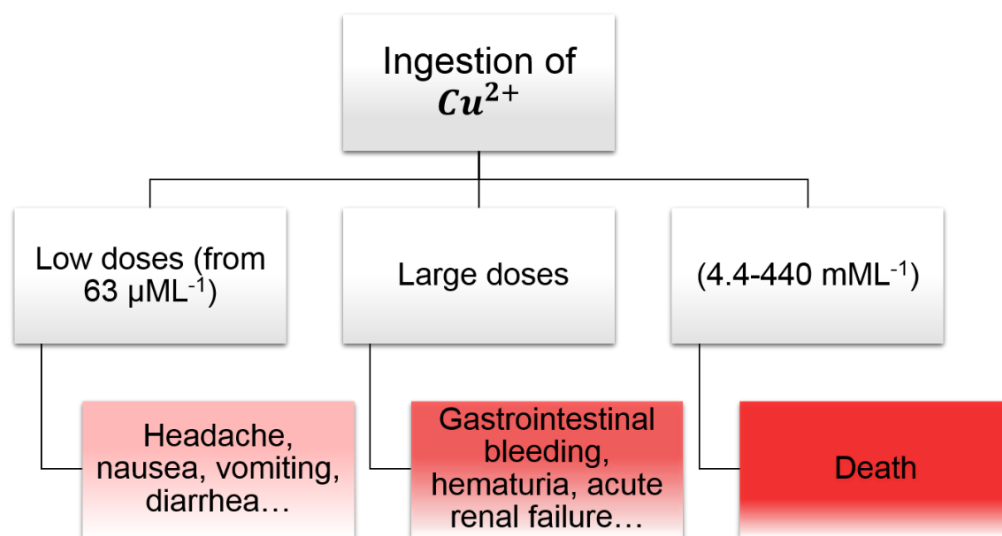 Ingestion of
Cu²⁺
Low doses (from
63 µML⁻¹)
Large doses
(4.4-440 mML⁻¹)
Headache,
nausea, vomiting,
diarrhea…
Gastrointestinal
bleeding,
hematuria, acute
renal failure…
Death